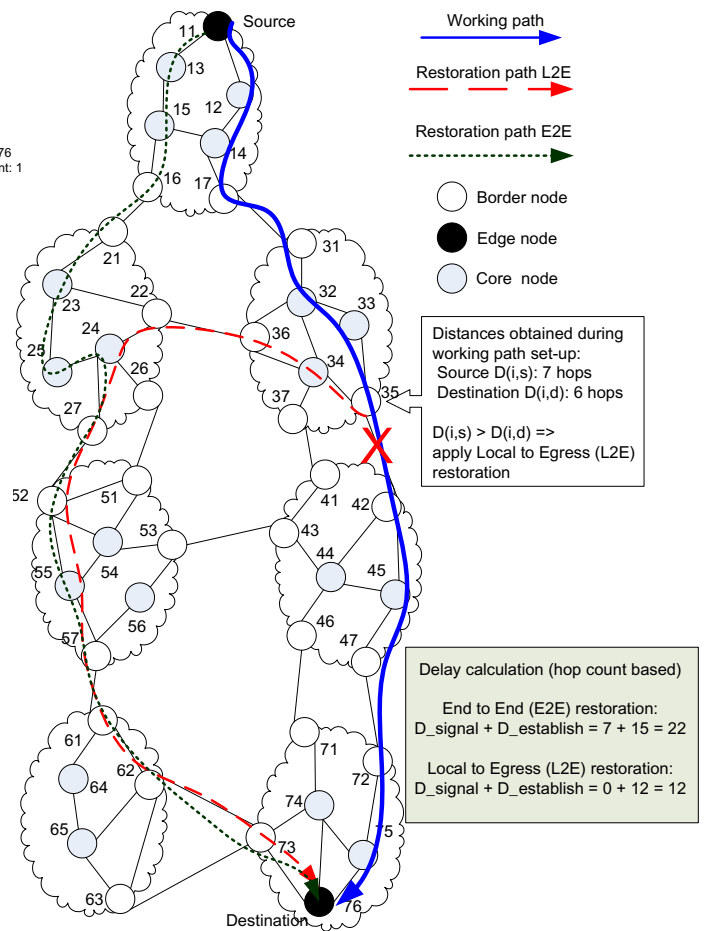 Source
11
13
12
15
14
16
17
76
nt: 1
Working path
Restoration path L2E
Restoration path E2E
Border node
Edge node
Core node
21
31
23
22
32
33
24
36
25
26
34
35
27
37
Distances obtained during
working path set-up:
Source D(i,s): 7 hops
Destination D(i,d): 6 hops
D(i,s) > D(i,d) =>
apply Local to Egress (L2E)
restoration
X
52
51
41
42
53
43
54
44
55
45
56
57
46
47
Delay calculation (hop count based)
End to End (E2E) restoration:
D_signal + D_establish = 7 + 15 = 22
Local to Egress (L2E) restoration:
D_signal + D_establish = 0 + 12 = 12
61
62
71
72
64
74
65
73
75
63
76
Destination